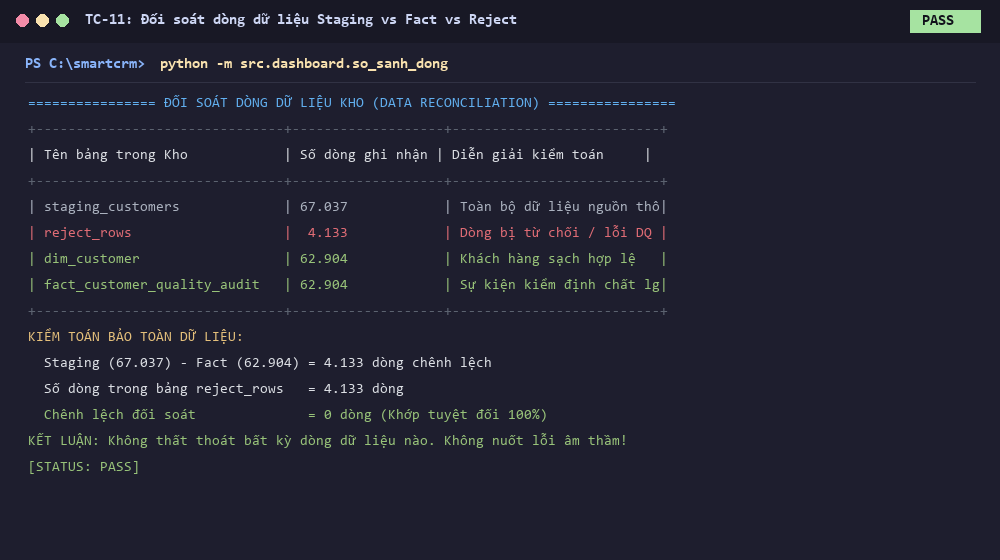 TC-11: Đối soát dòng dữ liệu Staging vs Fact vs Reject
PASS
PS C:\smartcrm> python -m src.dashboard.so_sanh_dong
================ ĐỐI SOÁT DÒNG DỮ LIỆU KHO (DATA RECONCILIATION) ================
+-------------------------------+-------------------+--------------------------+
| Tên bảng trong Kho            | Số dòng ghi nhận | Diễn giải kiểm toán     |
+-------------------------------+-------------------+--------------------------+
| staging_customers             | 67.037            | Toàn bộ dữ liệu nguồn thô|
| reject_rows                   |  4.133            | Dòng bị từ chối / lỗi DQ |
| dim_customer                  | 62.904            | Khách hàng sạch hợp lệ   |
| fact_customer_quality_audit   | 62.904            | Sự kiện kiểm định chất lg|
+-------------------------------+-------------------+--------------------------+
KIỂM TOÁN BẢO TOÀN DỮ LIỆU:
  Staging (67.037) - Fact (62.904) = 4.133 dòng chênh lệch
  Số dòng trong bảng reject_rows   = 4.133 dòng
  Chênh lệch đối soát              = 0 dòng (Khớp tuyệt đối 100%)
KẾT LUẬN: Không thất thoát bất kỳ dòng dữ liệu nào. Không nuốt lỗi âm thầm!
[STATUS: PASS]